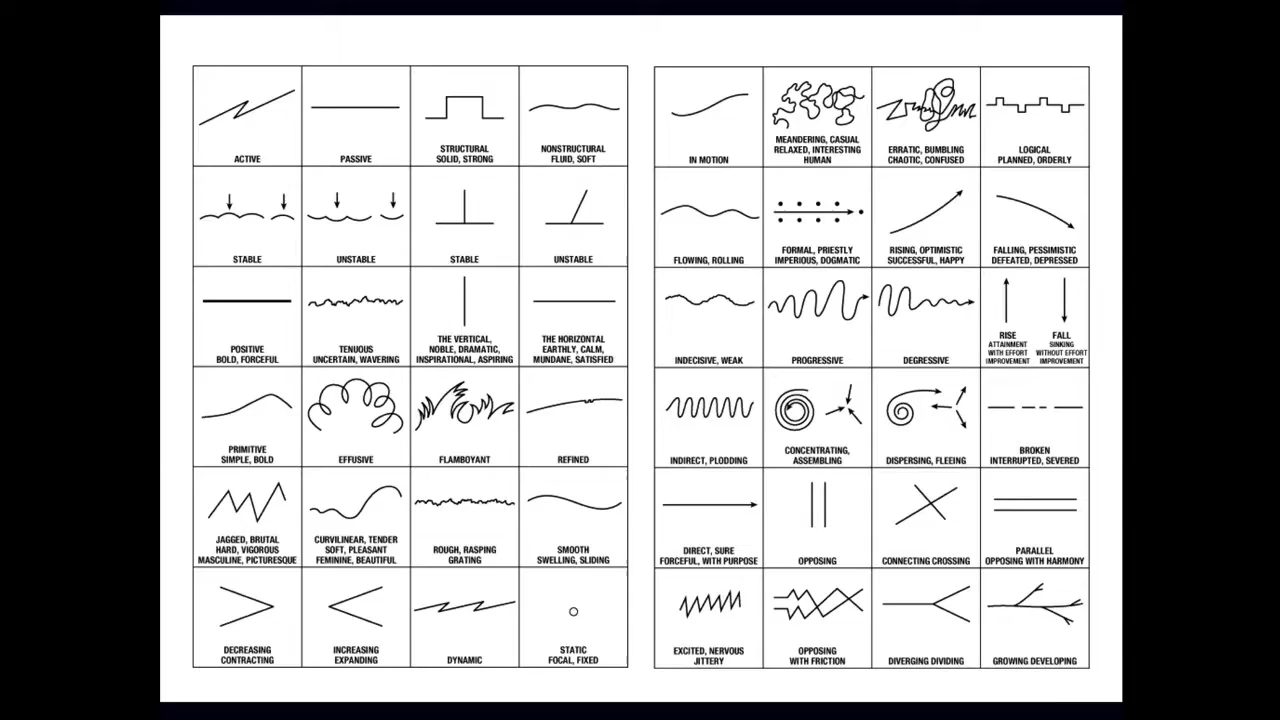 ACTIVE
PASSIVE
STRUCTURAL
SOLID, STRONG
NONSTRUCTURAL
FLUID, SOFT
STABLE
UNSTABLE
STABLE
UNSTABLE
POSITIVE
BOLD, FORCEFUL
TENUOUS
UNCERTAIN, WAVERING
THE VERTICAL,
NOBLE, DRAMATIC,
INSPIRATIONAL, ASPIRING
THE HORIZONTAL
EARTHLY, CALM,
MUNDANE, SATISFIED
PRIMITIVE
SIMPLE, BOLD
EFFUSIVE
FLAMBOYANT
REFINED
JAGGED, BRUTAL
HARD, VIGOROUS
MASCULINE, PICTURESQUE
CURVILINEAR, TENDER
SOFT, PLEASANT
FEMININE, BEAUTIFUL
ROUGH, RASPING
GRATING
SMOOTH
SWELLING, SLIDING
DECREASING
CONTRACTING
INCREASING
EXPANDING
DYNAMIC
STATIC
FOCAL, FIXED
IN MOTION
MEANDERING, CASUAL
RELAXED, INTERESTING
HUMAN
ERRATIC, BUMBLING
CHAOTIC, CONFUSED
LOGICAL
PLANNED, ORDERLY
FLOWING, ROLLING
FORMAL, PRIESTLY
IMPERIOUS, DOGMATIC
RISING, OPTIMISTIC
SUCCESSFUL, HAPPY
FALLING, PESSIMISTIC
DEFEATED, DEPRESSED
INDECISIVE, WEAK
PROGRESSIVE
DEGRESSIVE
RISE
ATTAINMENT
WITH EFFORT
IMPROVEMENT
FALL
SINKING
WITHOUT EFFORT
IMPROVEMENT
INDIRECT, PLODDING
CONCENTRATING,
ASSEMBLING
DISPERSING, FLEEING
BROKEN
INTERRUPTED, SEVERED
DIRECT, SURE
FORCEFUL, WITH PURPOSE
OPPOSING
CONNECTING CROSSING
PARALLEL
OPPOSING WITH HARMONY
EXCITED, NERVOUS
JITTERY
OPPOSING
WITH FRICTION
DIVERGING DIVIDING
GROWING DEVELOPING